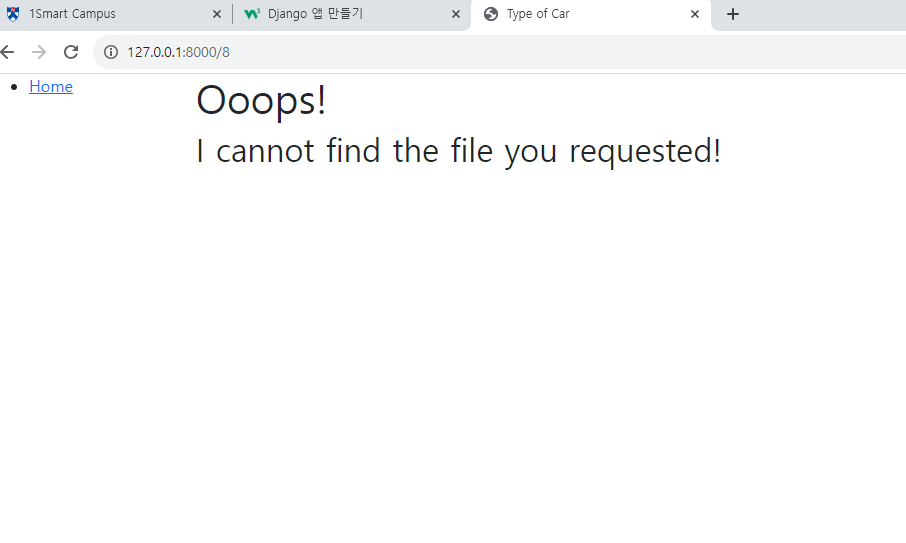 1Smart Campus
Django 앱 만들기
Type of Car
127.0.0.1:8000/8
Home
Ooops!
I cannot find the file you requested!